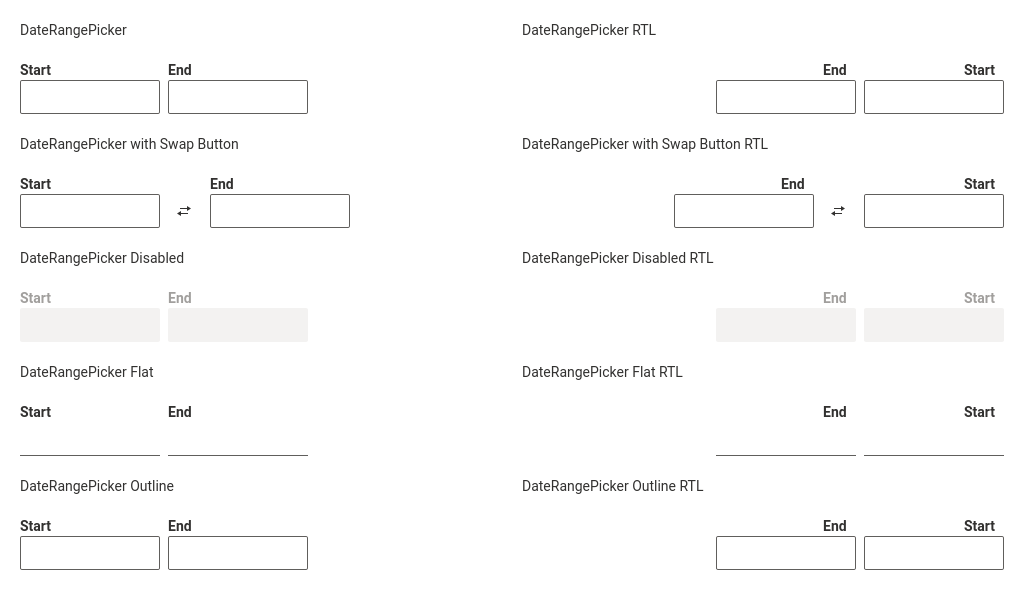 DateRangePicker
DateRangePicker RTL
Start End
End Start
DateRangePicker with Swap Button
DateRangePicker with Swap Button RTL
Start End
End Start
DateRangePicker Disabled
DateRangePicker Disabled RTL
Start End
End Start
DateRangePicker Flat
DateRangePicker Flat RTL
Start End
End Start
DateRangePicker Outline
DateRangePicker Outline RTL
Start End
End Start